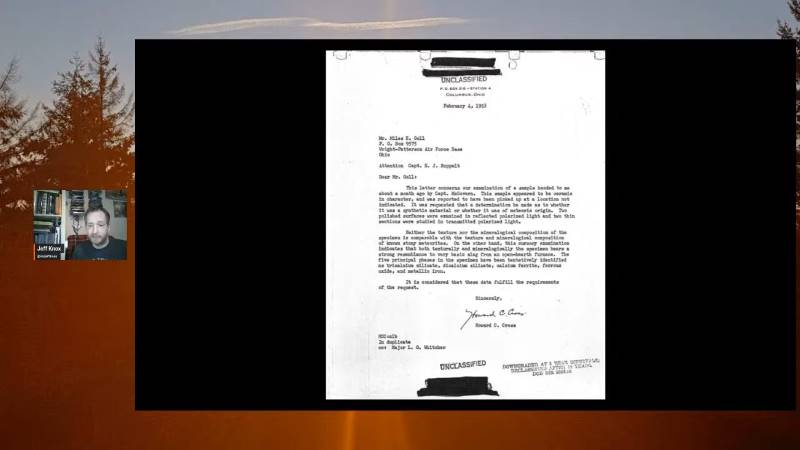 UNCLASSIFIED
P. O. BOX 9575 - STATION 4
COLUMBUS, OHIO
February 4, 1953
Mr. Miles E. Goll
P. O. Box 9575
Wright-Patterson Air Force Base
Ohio
Attention Capt. E. J. Ruppelt
Dear Mr. Goll:
This letter concerns our examination of a sample handed to me
about a month ago by Capt. McGovern. This sample appeared to be ceramic
in character, and was reported to have been picked up at a location not
indicated. It was requested that a determination be made as to whether
it was a synthetic material or whether it was of meteoric origin. Two
polished surfaces were examined in reflected polarized light and two thin
sections were studied in transmitted polarized light.
Neither the texture nor the mineralogical composition of the
specimen is comparable with the texture and mineralogical composition
of known stony meteorites. On the other hand, this cursory examination
indicates that both texturally and mineralogically the specimen bears a
strong resemblance to very basic slag from an open-hearth furnace. The
five principal phases in the specimen have been tentatively identified
as tricalcium silicate, dicalcium silicate, calcium ferrite, ferrous
oxide, and metallic iron.
It is considered that these data fulfill the requirements
of the request.
Sincerely,
Howard C. Cross
Howard C. Cross
In duplicate
cc: Major L. G.
UNCLASSIFIED
DOWNGRADED AT 3 YEAR INTERVALS;
DECLASSIFIED AFTER 12 YEARS.
DOD DIR 5200.10
Jeff Knox